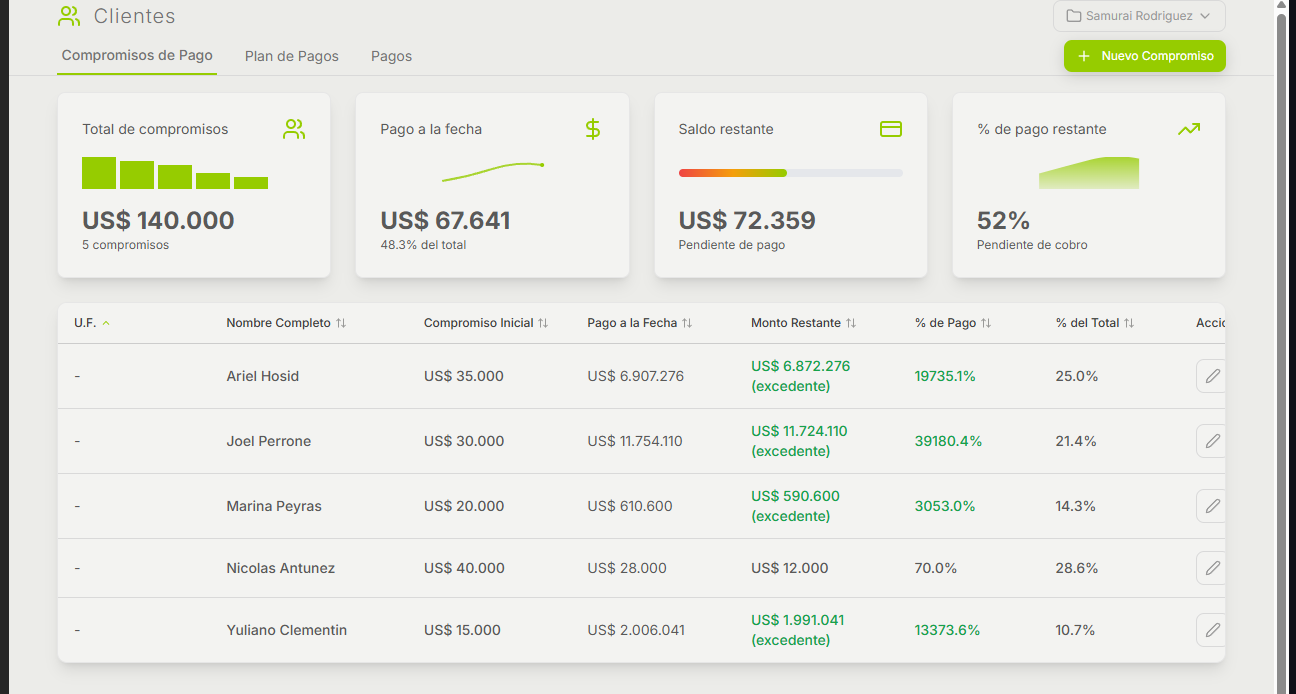 Clientes
Samurai Rodriguez
Compromisos de Pago
Plan de Pagos
Pagos
Nuevo Compromiso
Total de compromisos
US$ 140.000
5 compromisos
Pago a la fecha
US$ 67.641
48.3% del total
Saldo restante
US$ 72.359
Pendiente de pago
% de pago restante
52%
Pendiente de cobro
U.F. Nombre Completo Compromiso Inicial Pago a la Fecha Monto Restante % de Pago % del Total Accio
- Ariel Hosid US$ 35.000 US$ 6.907.276 US$ 6.872.276 (excedente) 19735.1% 25.0%
- Joel Perrone US$ 30.000 US$ 11.754.110 US$ 11.724.110 (excedente) 39180.4% 21.4%
- Marina Peyras US$ 20.000 US$ 610.600 US$ 590.600 (excedente) 3053.0% 14.3%
- Nicolas Antunez US$ 40.000 US$ 28.000 US$ 12.000 70.0% 28.6%
- Yuliano Clementin US$ 15.000 US$ 2.006.041 US$ 1.991.041 (excedente) 13373.6% 10.7%